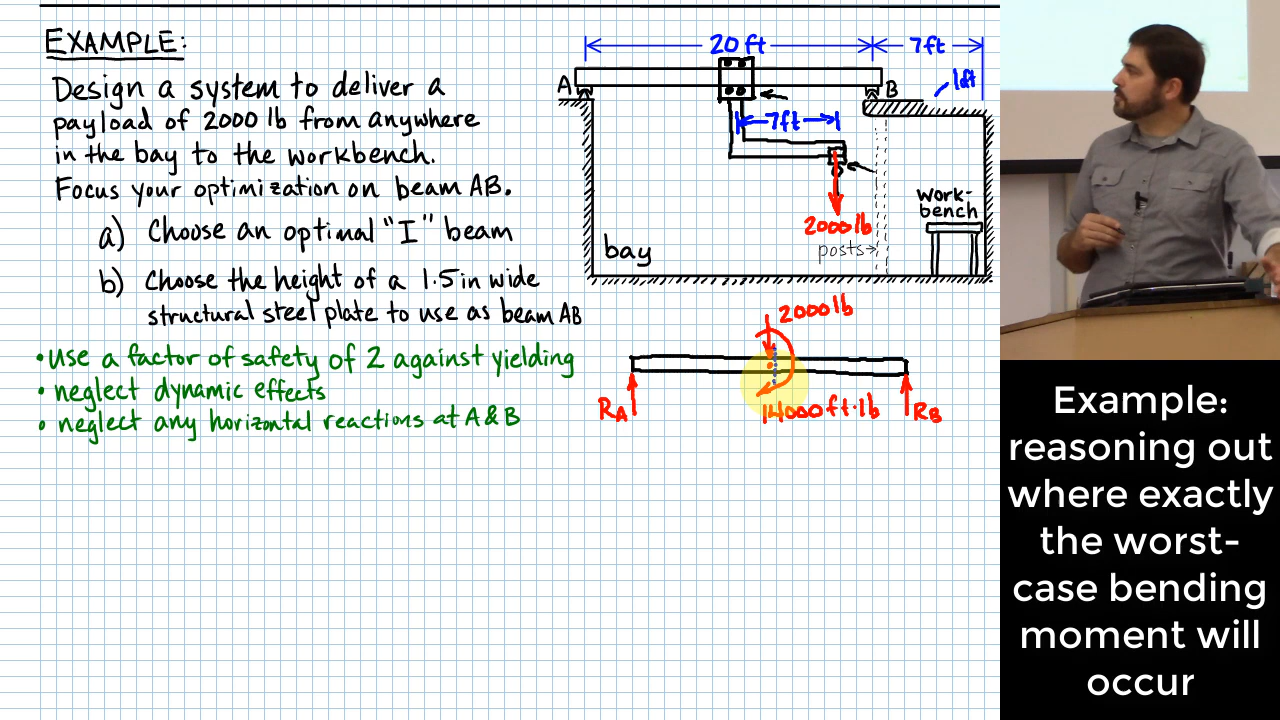 EXAMPLE:
Design a system to deliver a
payload of 2000 lb from anywhere
in the bay to the workbench.
Focus your optimization on beam AB.
a) Choose an optimal "I" beam
b) Choose the height of a 1.5 in wide
structural steel plate to use as beam AB
• use a factor of safety of 2 against yielding
• neglect dynamic effects
• neglect any horizontal reactions at A & B
20 ft
7 ft
A
B
1 ft
7 ft
2000 lb
posts
work-
bench
bay
2000 lb
RA
14000 ft·lb
RB
Example:
reasoning out
where exactly
the worst-
case bending
moment will
occur